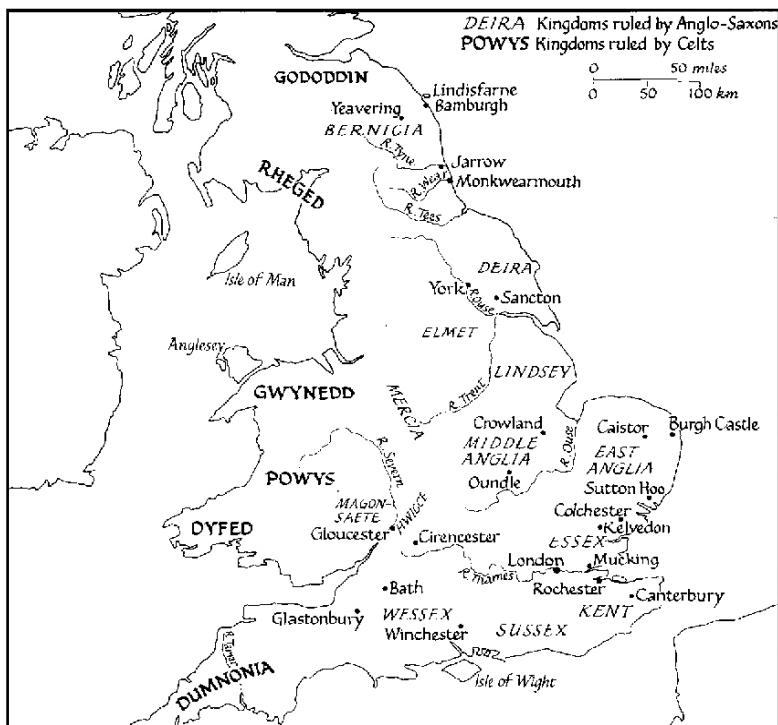 DEIRA Kingdoms ruled by Anglo-Saxons
POWYS Kingdoms ruled by Celts
0 50 miles
0 50 100 km
GODODDIN
Lindisfarne
Bamburgh
Yeavering
BERNICIA
R. Tyne
Jarrow
R. Wear
Monkwearmouth
RHEGED
R. Tees
DEIRA
Isle of Man
York
R. Ouse
Sancton
ELMET
Anglesey
LINDSEY
GWYNEDD
MERCIA
R. Trent
Crowland
Caistor
Burgh Castle
MIDDLE
ANGLIA
R. Ouse
EAST
ANGLIA
R. Severn
POWYS
Oundle
Sutton Hoo
MAGON-
SAETE
HWICCE
Colchester
Kelvedon
DYFED
Gloucester
Cirencester
ESSEX
London
Mucking
R. Thames
Bath
Rochester
Canterbury
KENT
Glastonbury
WESSEX
Winchester
SUSSEX
R. Tamar
DUMNONIA
Isle of Wight